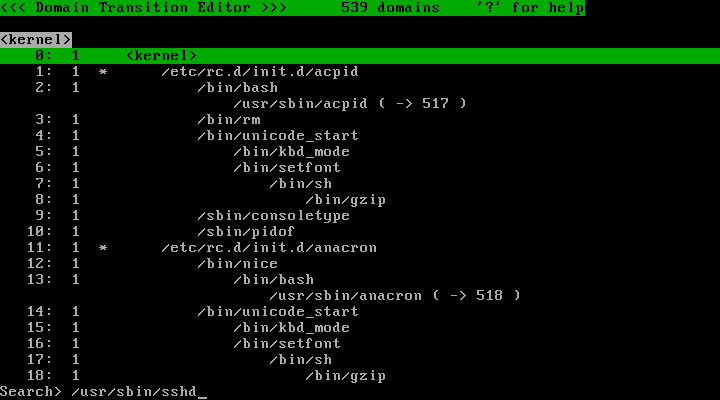 <<< Domain Transition Editor >>>      539 domains    '?' for help

<kernel>
    0:  1     <kernel>
    1:  1  *      /etc/rc.d/init.d/acpid
    2:  1             /bin/bash
                          /usr/sbin/acpid ( -> 517 )
    3:  1             /bin/rm
    4:  1             /bin/unicode_start
    5:  1                 /bin/kbd_mode
    6:  1                 /bin/setfont
    7:  1                     /bin/sh
    8:  1                         /bin/gzip
    9:  1             /sbin/consoletype
   10:  1             /sbin/pidof
   11:  1  *      /etc/rc.d/init.d/anacron
   12:  1             /bin/nice
   13:  1                 /bin/bash
                              /usr/sbin/anacron ( -> 518 )
   14:  1             /bin/unicode_start
   15:  1                 /bin/kbd_mode
   16:  1                 /bin/setfont
   17:  1                     /bin/sh
   18:  1                         /bin/gzip
Search> /usr/sbin/sshd_